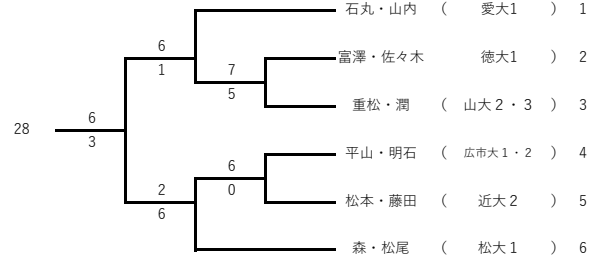 石丸・山内 ( 愛大1 ) 1
6
1
富澤・佐々木 徳大1 ) 2
7
5
重松・潤 ( 山大２・３ ) 3
28
6
3
平山・明石 ( 広市大１・２ ) 4
6
0
2
6
松本・藤田 ( 近大２ ) 5
森・松尾 ( 松大１ ) 6